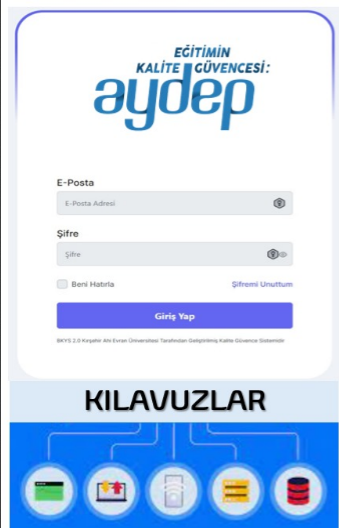 EĞİTİMİN
KALİTE GÜVENCESİ:
aydep
E-Posta
E-Posta Adresi
Şifre
Şifre
Beni Hatırla
Şifremi Unuttum
Giriş Yap
BKYS 2.0 Kırşehir Ahi Evran Üniversitesi Tarafından Geliştirilmiş Kalite Güvence Sistemidir
KILAVUZLAR